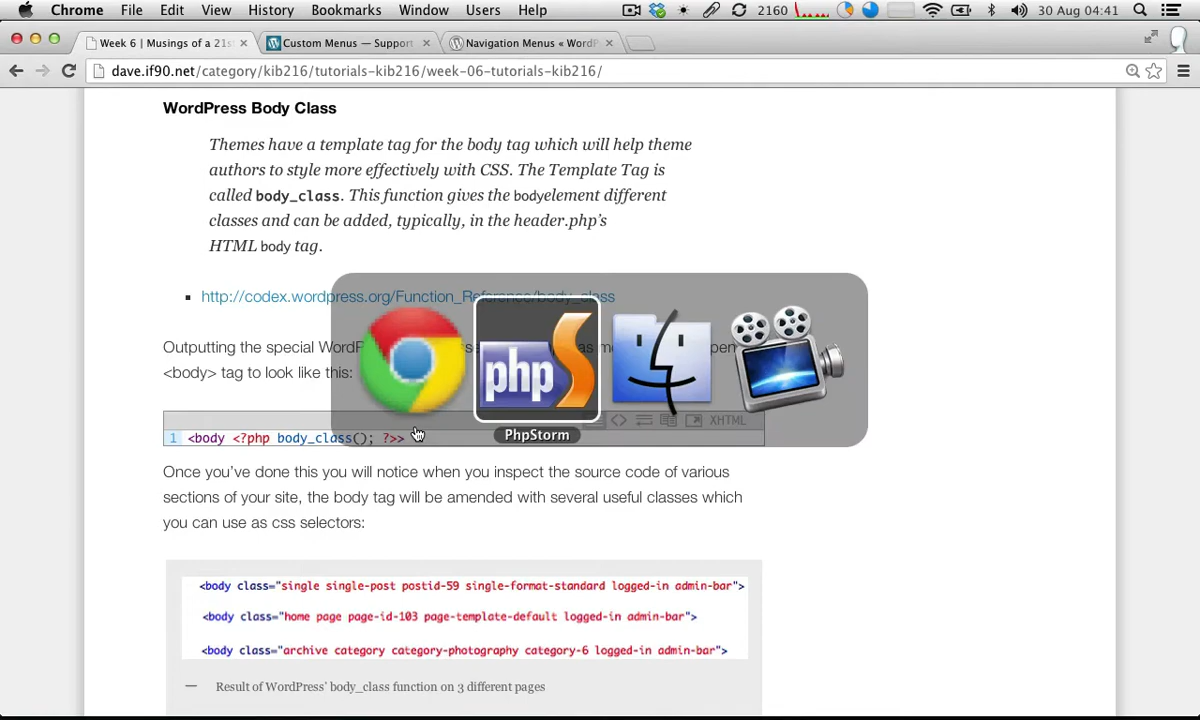 Chrome File Edit View History Bookmarks Window Users Help 2160 30 Aug 04:41
Week 6 | Musings of a 21s Custom Menus — Support Navigation Menus « WordP
dave.if90.net/category/kib216/tutorials-kib216/week-06-tutorials-kib216/
WordPress Body Class
Themes have a template tag for the body tag which will help theme
authors to style more effectively with CSS. The Template Tag is
called body_class. This function gives the bodyelement different
classes and can be added, typically, in the header.php’s
HTML body tag.
http://codex.wordpress.org/Function_Reference/body_class
Outputting the special WordP as m pen
<body> tag to look like this:
php
XHTML
PhpStorm
1 <body <?php body_class(); ?>>
Once you’ve done this you will notice when you inspect the source code of various
sections of your site, the body tag will be amended with several useful classes which
you can use as css selectors:
<body class="single single-post postid-59 single-format-standard logged-in admin-bar">
<body class="home page page-id-103 page-template-default logged-in admin-bar">
<body class="archive category category-photography category-6 logged-in admin-bar">
— Result of WordPress’ body_class function on 3 different pages